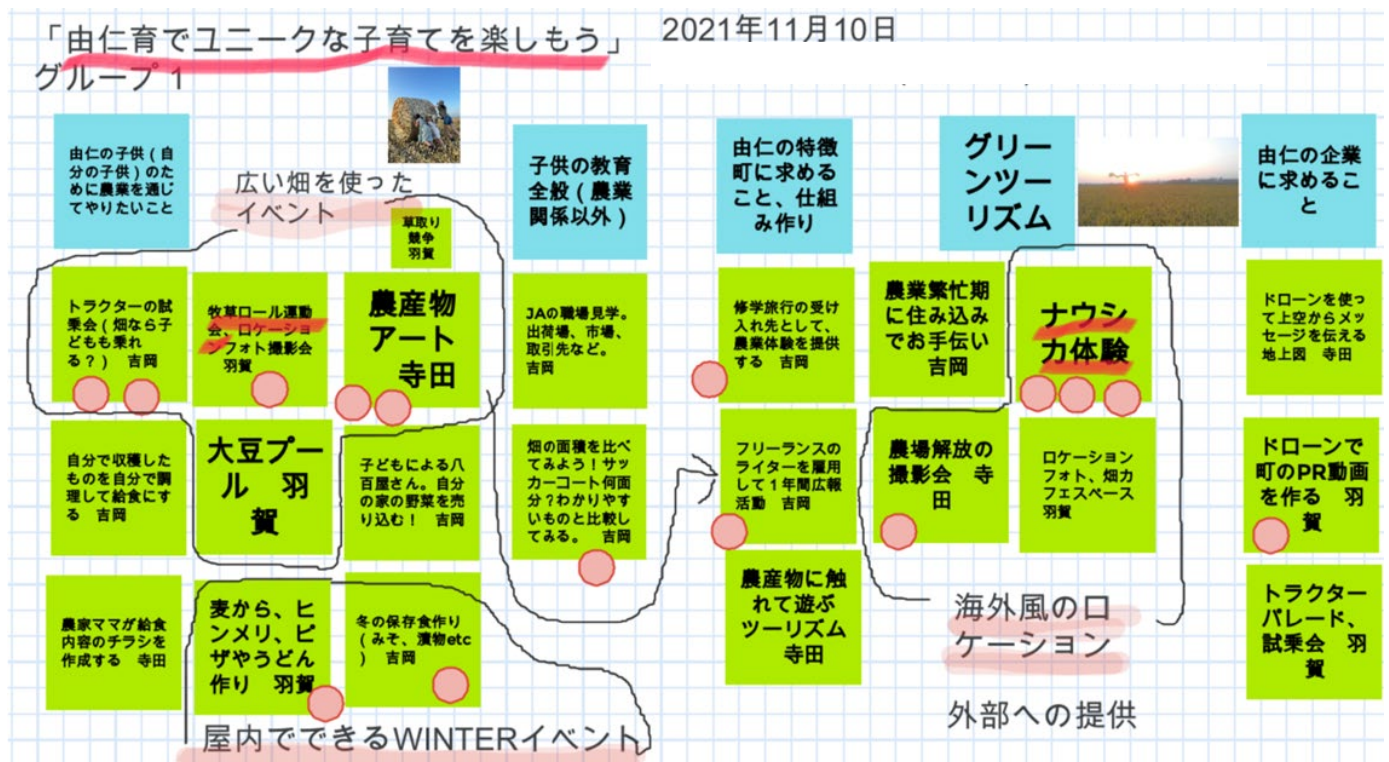 「由仁育でユニークな子育てを楽しもう」
グループ 1
2021年11月10日
由仁の子供（自
分の子供）のた
めに農業を通じ
てやりたいこと
広い畑を使った
イベント
草取り
競争
羽賀
トラクターの試
乗会（畑なら子
どもも乗れ
る？）　吉岡
牧草ロール運動
会、ロケーショ
ンフォト撮影会
羽賀
農産物
アート
寺田
自分で収穫した
ものを自分で調
理して給食にす
る　吉岡
大豆プー
ル　羽
賀
子どもによる八
百屋さん。自分
の家の野菜を売
り込む！　吉岡
農家ママが給食
内容のチラシを
作成する　寺田
麦から、ヒ
ンメリ、ピ
ザやうどん
作り　羽賀
冬の保存食作り
（みそ、漬物etc
）　吉岡
屋内でできるWINTERイベント
子供の教育
全般（農業
関係以外）
JAの職場見学。
出荷場、市場、
取引先など。
吉岡
畑の面積を比べ
てみよう！サッ
カーコート何面
分？わかりやす
いものと比較し
てみる。　吉岡
由仁の特徴
町に求める
こと、仕組
み作り
修学旅行の受け
入れ先として、
農業体験を提供
する　吉岡
フリーランスの
ライターを雇用
して１年間広報
活動　吉岡
農産物に触
れて遊ぶ
ツーリズム
寺田
グリー
ンツー
リズム
農業繁忙期
に住み込み
でお手伝い
吉岡
ナウシ
カ体験
農場解放の
撮影会　寺
田
ロケーション
フォト、畑カ
フェスペース
羽賀
海外風のロ
ケーション
外部への提供
由仁の企業
に求めるこ
と
ドローンを使っ
て上空からメッ
セージを伝える
地上図　寺田
ドローンで
町のPR動画
を作る　羽
賀
トラクター
パレード、
試乗会　羽
賀